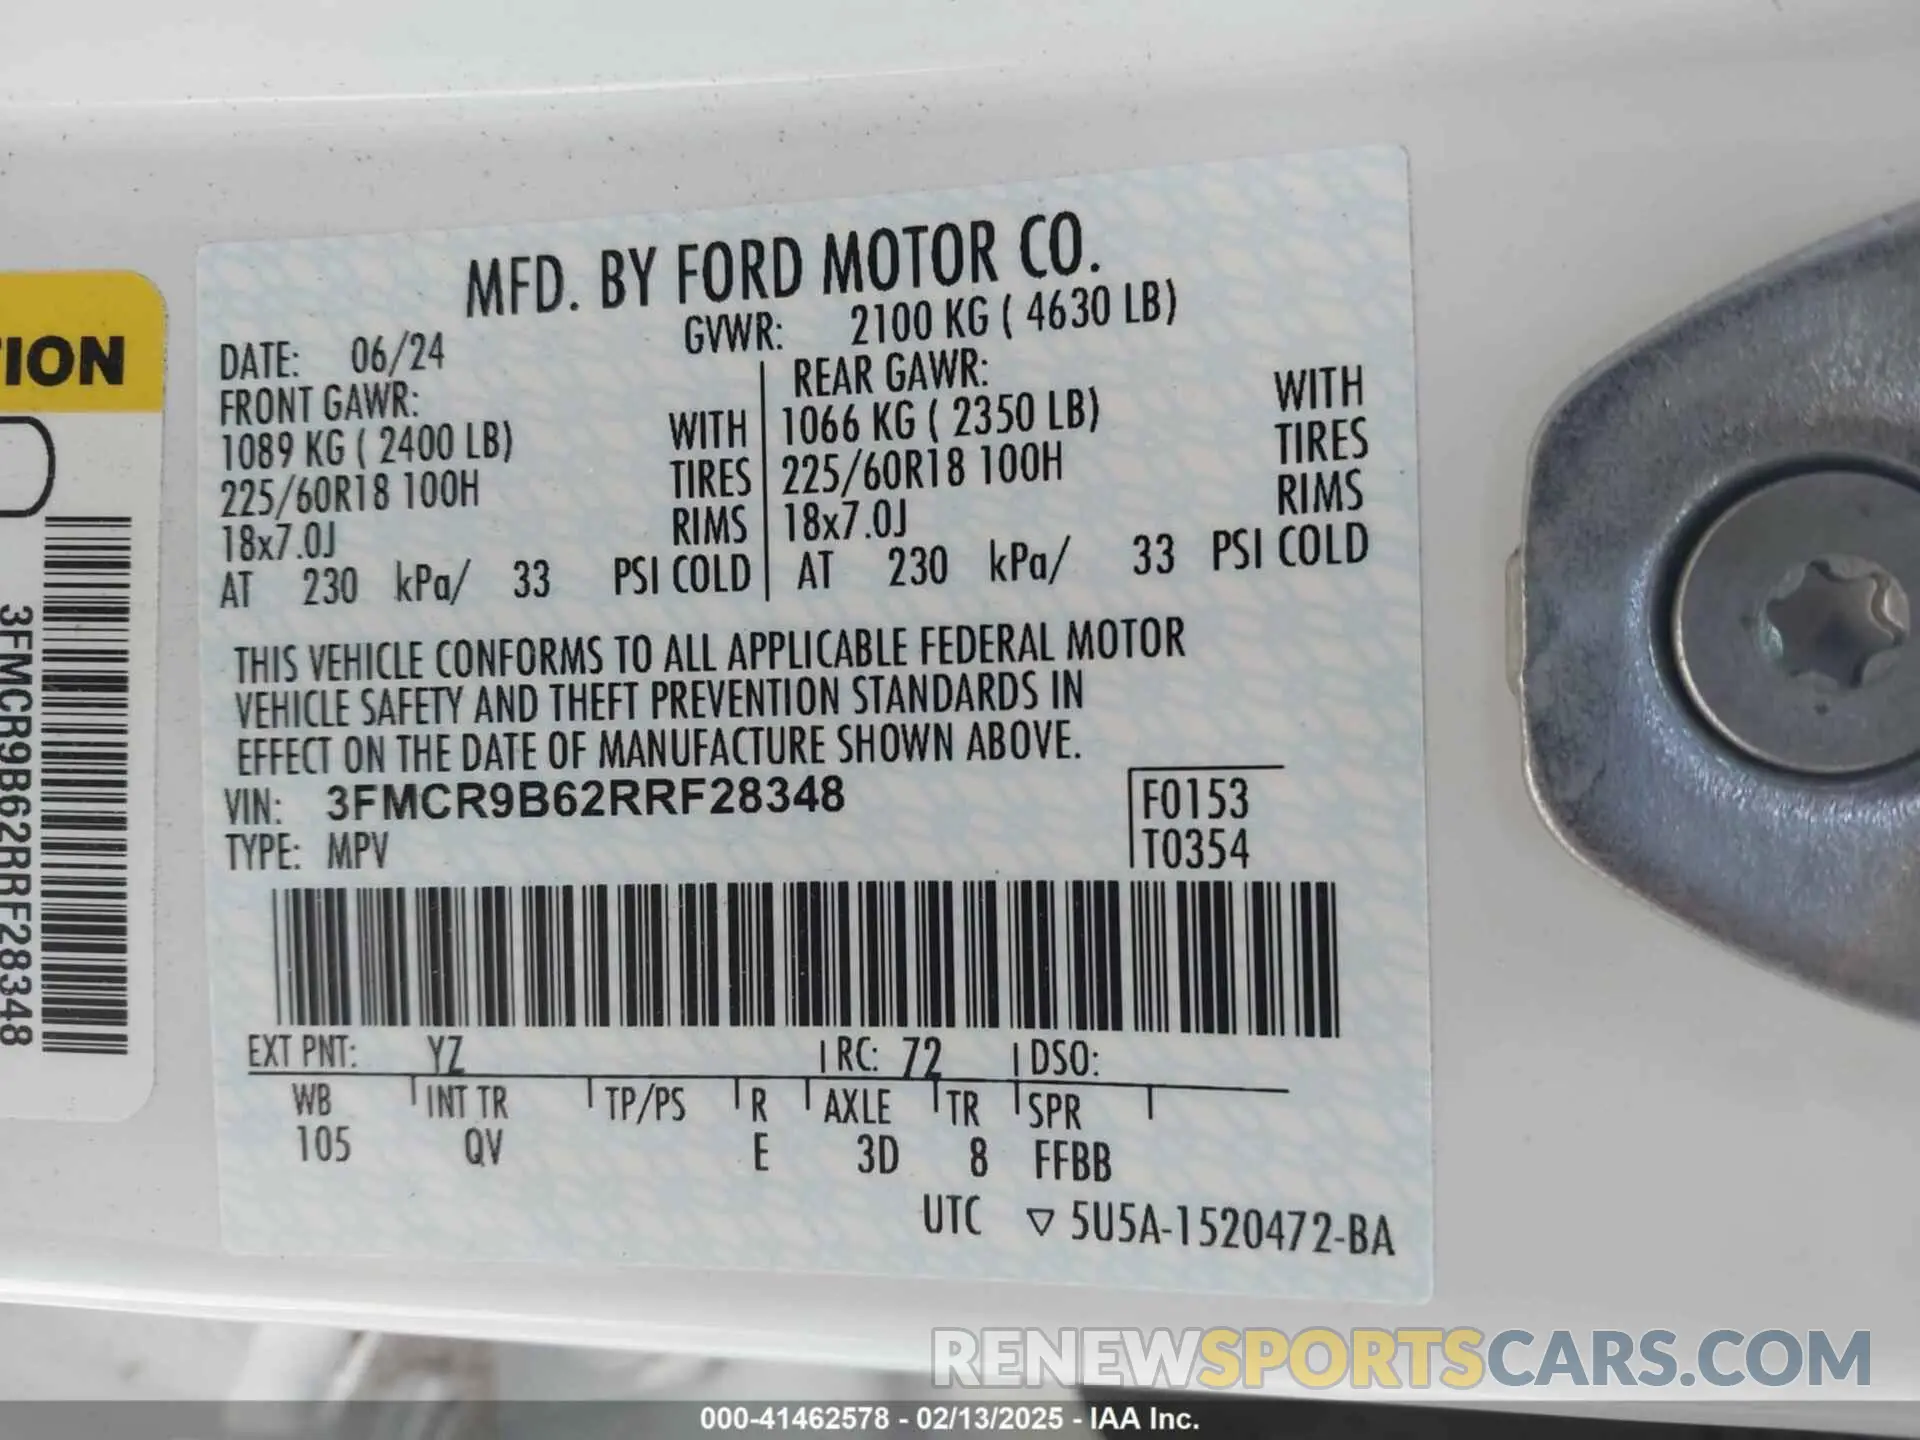 MFD. BY FORD MOTOR CO.
DATE: 06/24 GVWR: 2100 KG ( 4630 LB)
FRONT GAWR: REAR GAWR:
1089 KG ( 2400 LB) WITH 1066 KG ( 2350 LB) WITH
225/60R18 100H TIRES 225/60R18 100H TIRES
18x7.0J RIMS 18x7.0J RIMS
AT 230 kPa/ 33 PSI COLD AT 230 kPa/ 33 PSI COLD
THIS VEHICLE CONFORMS TO ALL APPLICABLE FEDERAL MOTOR
VEHICLE SAFETY AND THEFT PREVENTION STANDARDS IN
EFFECT ON THE DATE OF MANUFACTURE SHOWN ABOVE.
VIN: 3FMCR9B62RRF28348 F0153
TYPE: MPV T0354
EXT PNT: YZ RC: 72 DSO:
WB INT TR TP/PS R AXLE TR SPR
105 QV E 3D 8 FFBB
UTC ▽ 5U5A-1520472-BA
3FMCR9B62RRF28348
RENEWSPORTSCARS.COM
000-41462578 - 02/13/2025 - IAA Inc.